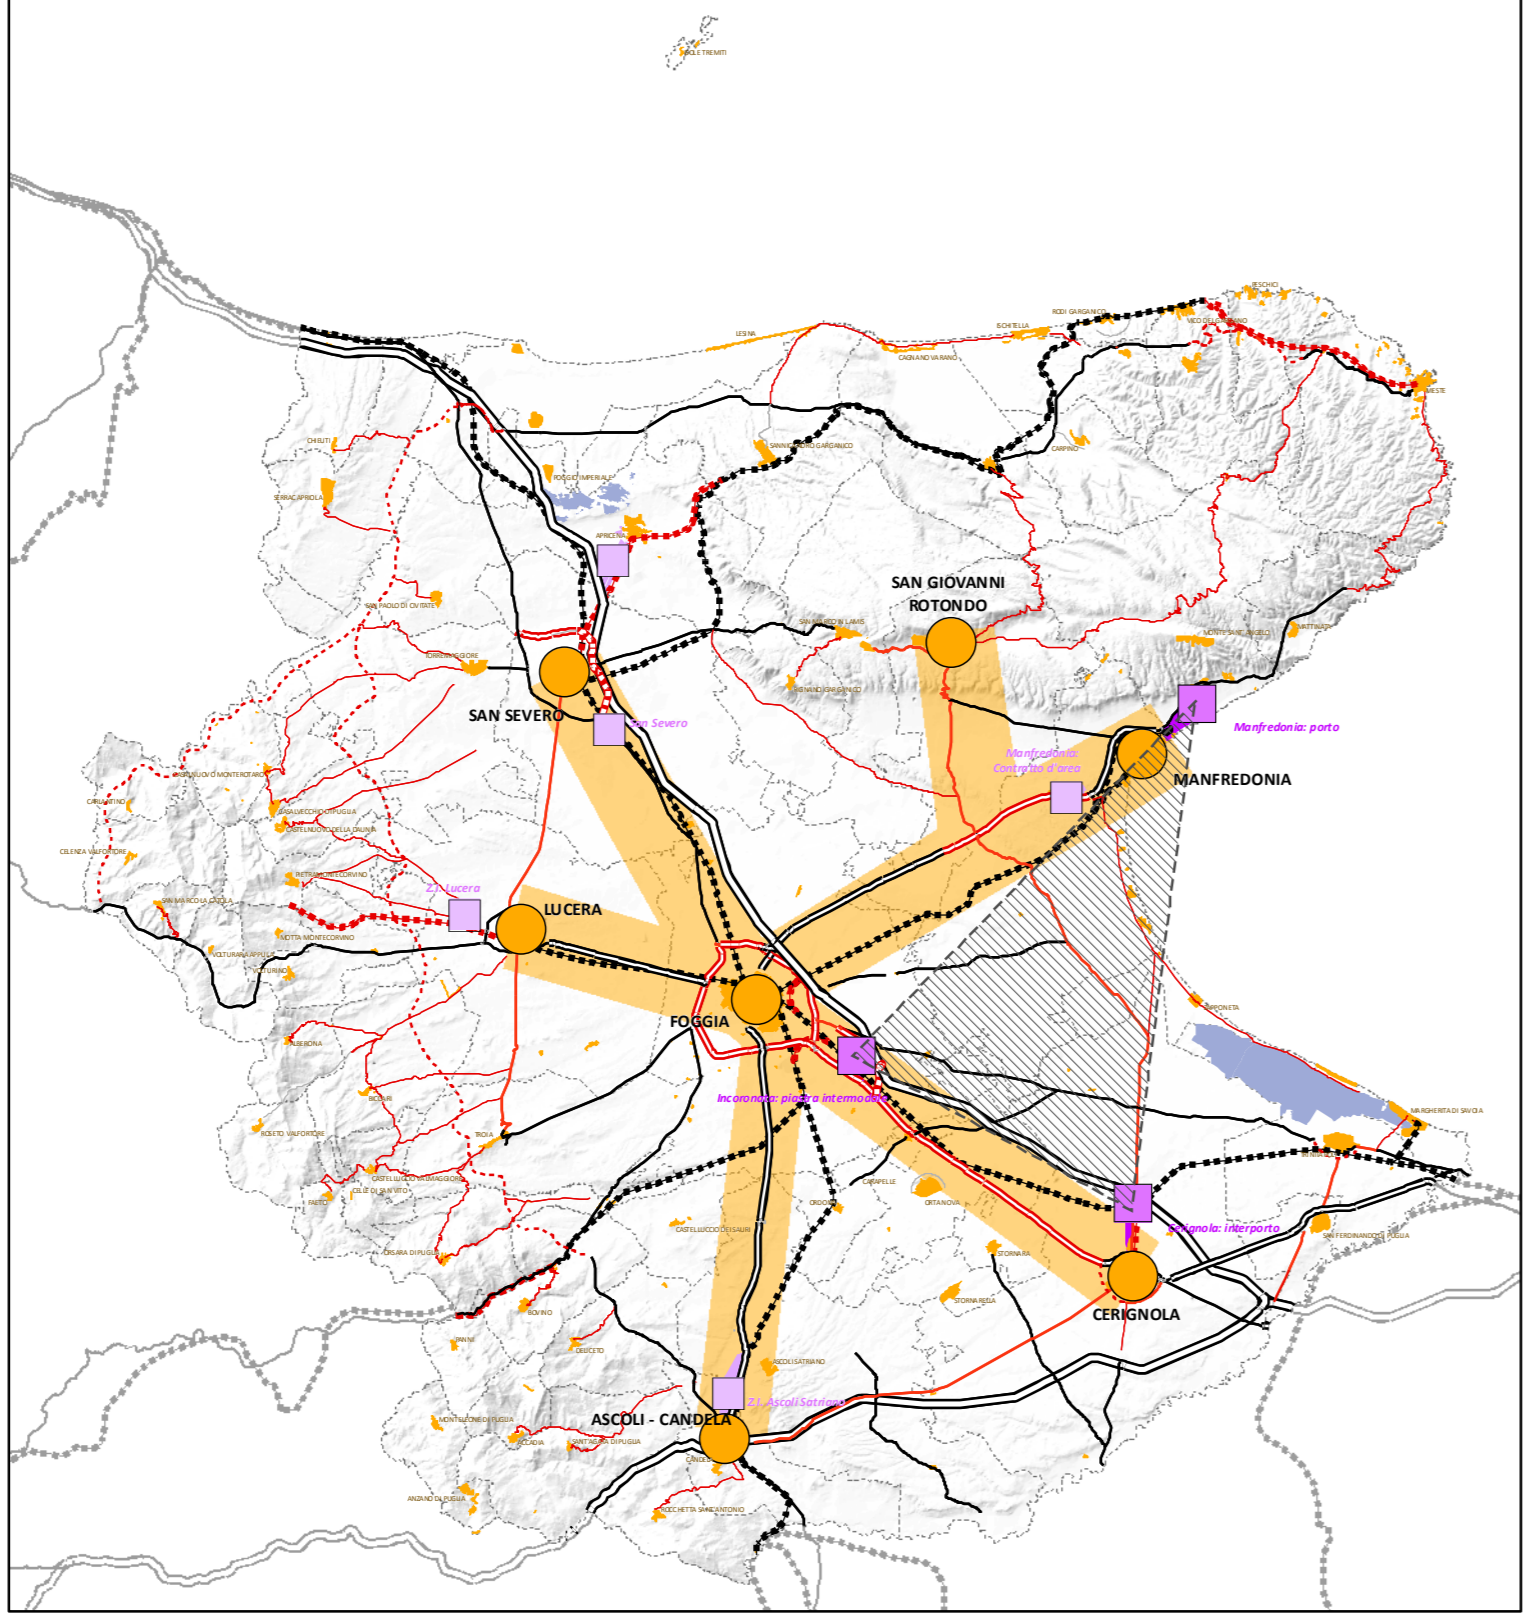 ISOLE TREMITI
PESCHICI
RODI GARGANICO
VICO DEL GARGANO
ISCHITELLA
LESINA
CAGNANO VARANO
VIESTE
CHIEUTI
SANNICANDRO GARGANICO
CARPINO
POGGIO IMPERIALE
SERRACAPRIOLA
APRICENA
SAN GIOVANNI
ROTONDO
SAN PAOLO DI CIVITATE
SAN MARCO IN LAMIS
MONTE SANT'ANGELO
MATTINATA
TORREMAGGIORE
RIGNANO GARGANICO
SAN SEVERO
San Severo
Manfredonia: porto
Manfredonia:
Contratto d'area
MANFREDONIA
CASALNUOVO MONTEROTARO
CARLANTINO
CASALVECCHIO DI PUGLIA
CASTELNUOVO DELLA DAUNIA
CELENZA VALFORTORE
PIETRAMONTECORVINO
Z.I. Lucera
SAN MARCO LA CATOLA
LUCERA
MOTTA MONTECORVINO
VOLTURARA APPULA
VOLTURINO
FOGGIA
ZAPPONETA
ALBERONA
Incoronata: piastra intermodale
BICCARI
MARGHERITA DI SAVOIA
ROSETO VALFORTORE
TROIA
CASTELLUCCIO VALMAGGIORE
CELLE DI SAN VITO
FAETO
CARAPELLE
ORDONA
ORTA NOVA
CASTELLUCCIO DEI SAURI
Cerignola: interporto
SAN FERDINANDO DI PUGLIA
ORSARA DI PUGLIA
STORNARA
STORNARELLA
BOVINO
CERIGNOLA
PANNI
DELICETO
ASCOLI SATRIANO
Z.I. Ascoli Satriano
ASCOLI - CANDELA
MONTELEONE DI PUGLIA
ACCADIA
SANT'AGATA DI PUGLIA
CANDELA
ANZANO DI PUGLIA
ROCCHETTA SANT'ANTONIO